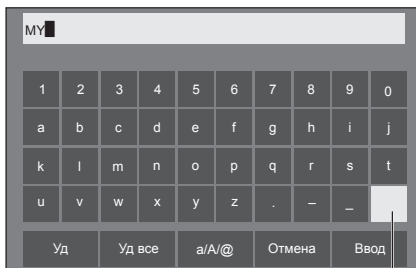 MY
1 2 3 4 5 6 7 8 9 0
a b c d e f g h i j
k l m n o p q r s t
u v w x y z . – _
Уд Уд все a/A/@ Отмена Ввод